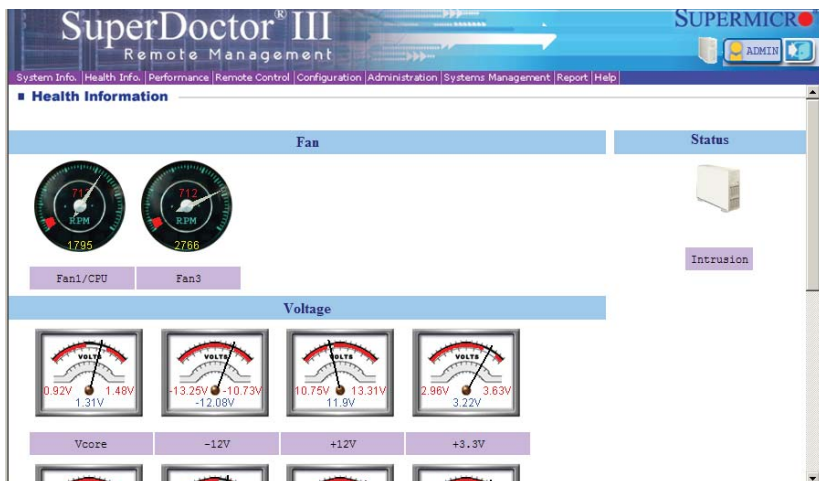 SuperDoctor® III
Remote Management
SUPERMICR
ADMIN
System Info. | Health Info. | Performance | Remote Control | Configuration | Administration | Systems Management | Report | Help |
Health Information
Fan
Status
712
RPM
1795
712
RPM
2766
Fan1/CPU
Fan3
Intrusion
Voltage
VOLTS
0.92V 1.48V
1.31V
VOLTS
-13.25V -10.73V
-12.08V
VOLTS
10.75V 13.31V
11.9V
VOLTS
2.96V 3.63V
3.22V
Vcore
-12V
+12V
+3.3V